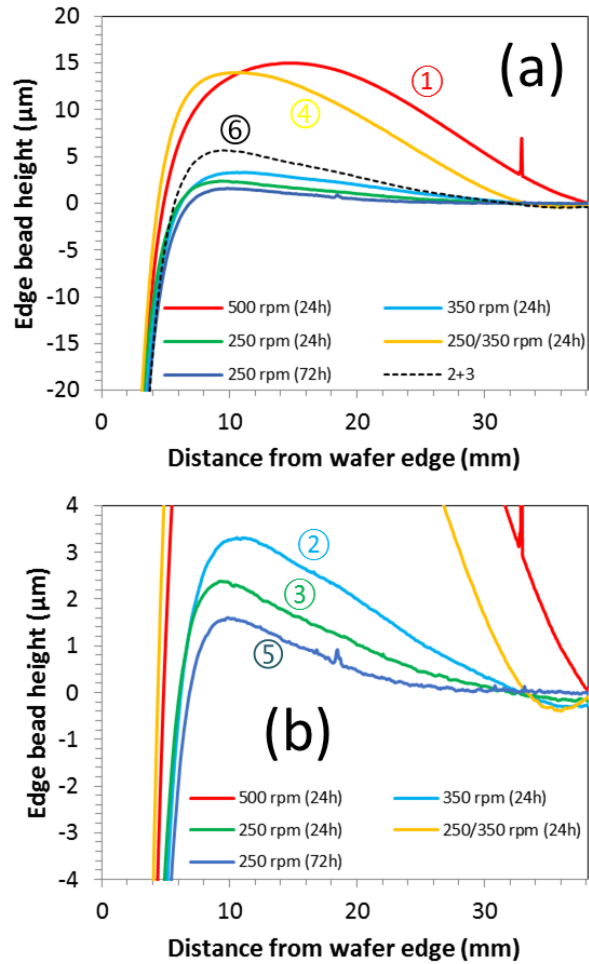 20
15
10
5
0
-5
-10
-15
-20
Edge bead height (µm)
(a)
①
④
⑥
500 rpm (24h)
350 rpm (24h)
250 rpm (24h)
250/350 rpm (24h)
250 rpm (72h)
2+3
0
10
20
30
Distance from wafer edge (mm)
4
3
2
1
0
-1
-2
-3
-4
Edge bead height (µm)
②
③
⑤
(b)
500 rpm (24h)
350 rpm (24h)
250 rpm (24h)
250/350 rpm (24h)
250 rpm (72h)
0
10
20
30
Distance from wafer edge (mm)